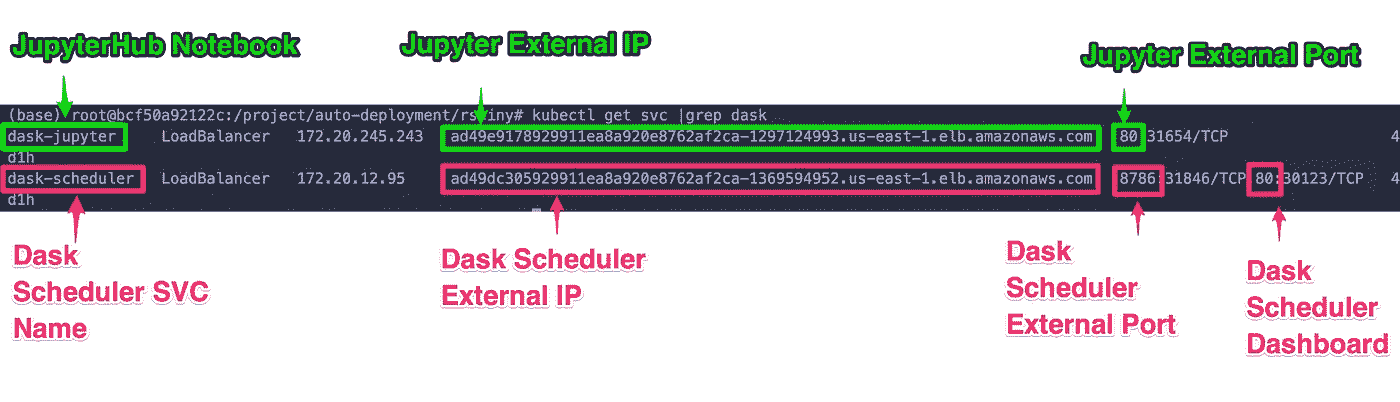 JupyterHub Notebook
Jupyter External IP
Jupyter External Port
(base) root@bcf50a92122c:/project/auto-deployment/rs iny# kubectl get svc |grep dask
dask-jupyter LoadBalancer 172.20.245.243 ad49e9178929911ea8a920e8762af2ca-1297124993.us-east-1.elb.amazonaws.com 80:31654/TCP 4
d1h
dask-scheduler LoadBalancer 172.20.12.95 ad49dc305929911ea8a920e8762af2ca-1369594952.us-east-1.elb.amazonaws.com 8786:31846/TCP 80:30123/TCP 4
d1h
Dask
Scheduler SVC
Name
Dask Scheduler
External IP
Dask
Scheduler
External Port
Dask
Scheduler
Dashboard